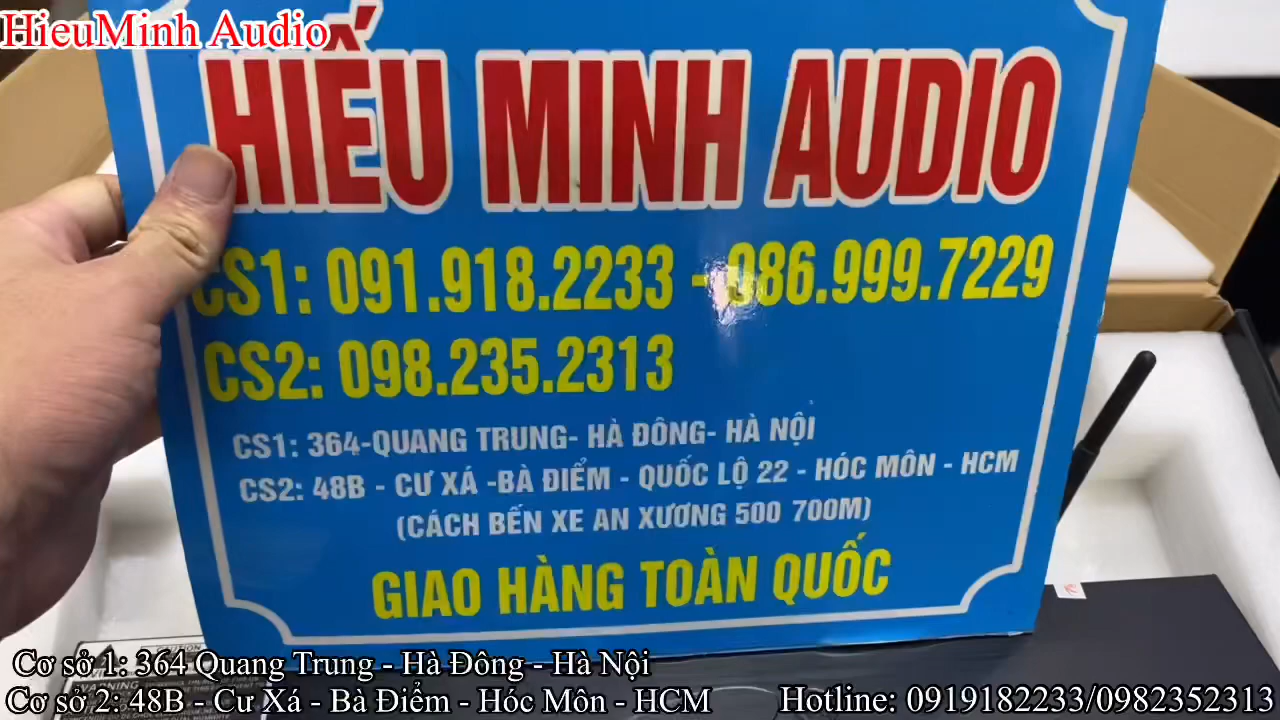 HieuMinh Audio
HIẾU MINH AUDIO
CS1: 091.918.2233 - 086.999.7229
CS2: 098.235.2313
CS1: 364-QUANG TRUNG- HÀ ĐÔNG- HÀ NỘI
CS2: 48B - CƯ XÁ -BÀ ĐIỂM - QUỐC LỘ 22 - HÓC MÔN - HCM
(CÁCH BẾN XE AN XƯƠNG 500 700M)
GIAO HÀNG TOÀN QUỐC
Cơ sở 1: 364 Quang Trung - Hà Đông - Hà Nội
Cơ sở 2: 48B - Cư Xá - Bà Điểm - Hóc Môn - HCM
Hotline: 0919182233/0982352313